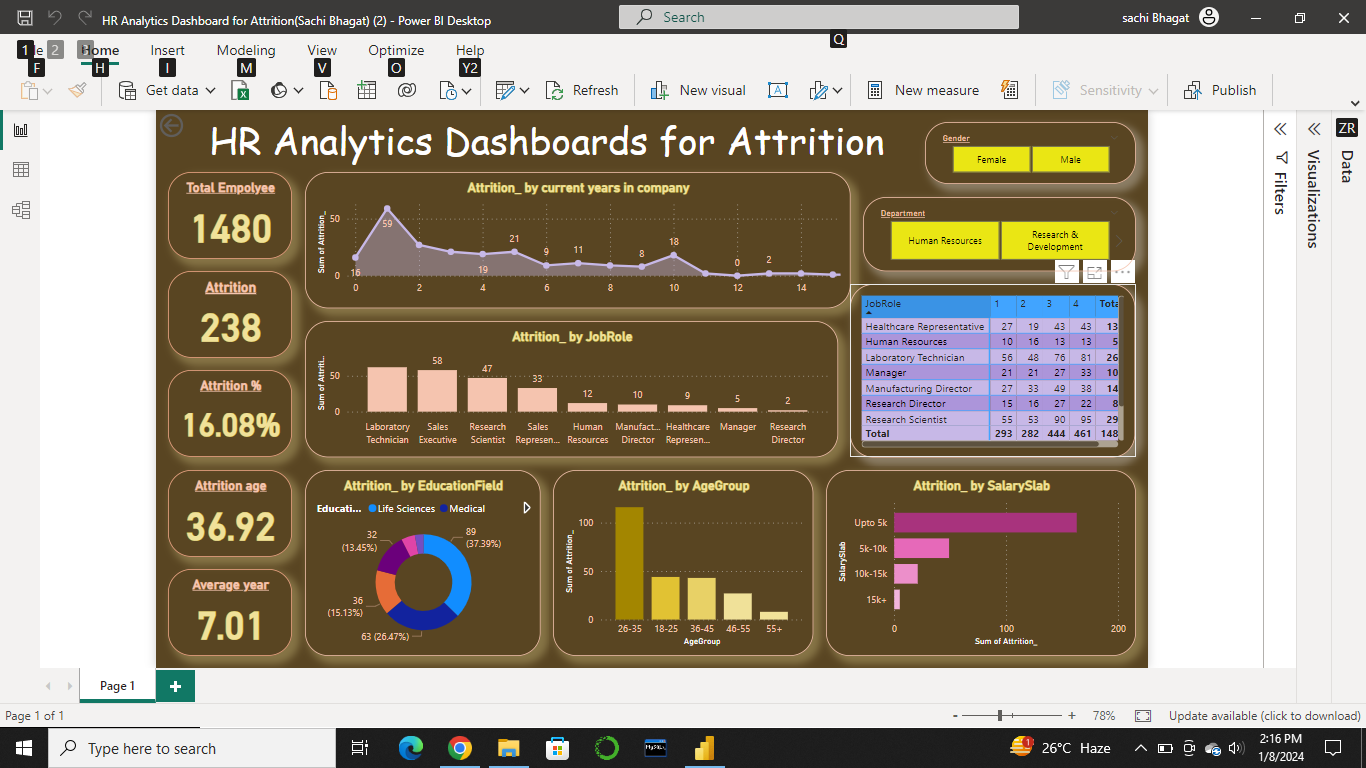 HR Analytics Dashboard for Attrition(Sachi Bhagat) (2) - Power BI Desktop
Search
sachi Bhagat
Q
1 2
Home Insert Modeling View Optimize Help
F H I M V O Y2
Get data
Refresh
New visual
New measure
Sensitivity
Publish
HR Analytics Dashboards for Attrition
Gender
Female Male
Department
Human Resources
Research &
Development
Filters
Visualizations
ZR
Data
Total Empolyee
1480
Attrition
238
Attrition %
16.08%
Attrition age
36.92
Average year
7.01
Attrition_ by current years in company
Sum of Attrition_
50
0
16 59 19 21 9 11 8 18 0 2
0 2 4 6 8 10 12 14
Attrition_ by JobRole
Sum of Attriti...
50
0
58 47 33 12 10 9 5 2
Laboratory Sales Research Sales Human Manufact... Healthcare Manager Research
Technician Executive Scientist Represen... Resources Director Represen... Director
JobRole 1 2 3 4 Tota
Healthcare Representative 27 19 43 43 13
Human Resources 10 16 13 13 5
Laboratory Technician 56 48 76 81 26
Manager 21 21 27 33 10
Manufacturing Director 27 33 49 38 14
Research Director 15 16 27 22 8
Research Scientist 55 53 90 95 29
Total 293 282 444 461 148
Attrition_ by EducationField
Educati... Life Sciences Medical
89
(37.39%)
63 (26.47%)
36
(15.13%)
32
(13.45%)
Attrition_ by AgeGroup
Sum of Attrition_
100
50
0
26-35 18-25 36-45 46-55 55+
AgeGroup
Attrition_ by SalarySlab
SalarySlab
Upto 5k
5k-10k
10k-15k
15k+
0 100 200
Sum of Attrition_
Page 1
Page 1 of 1
- + 78%
Update available (click to download)
Type here to search
MySQL
1
26°C Haze
2:16 PM
1/8/2024